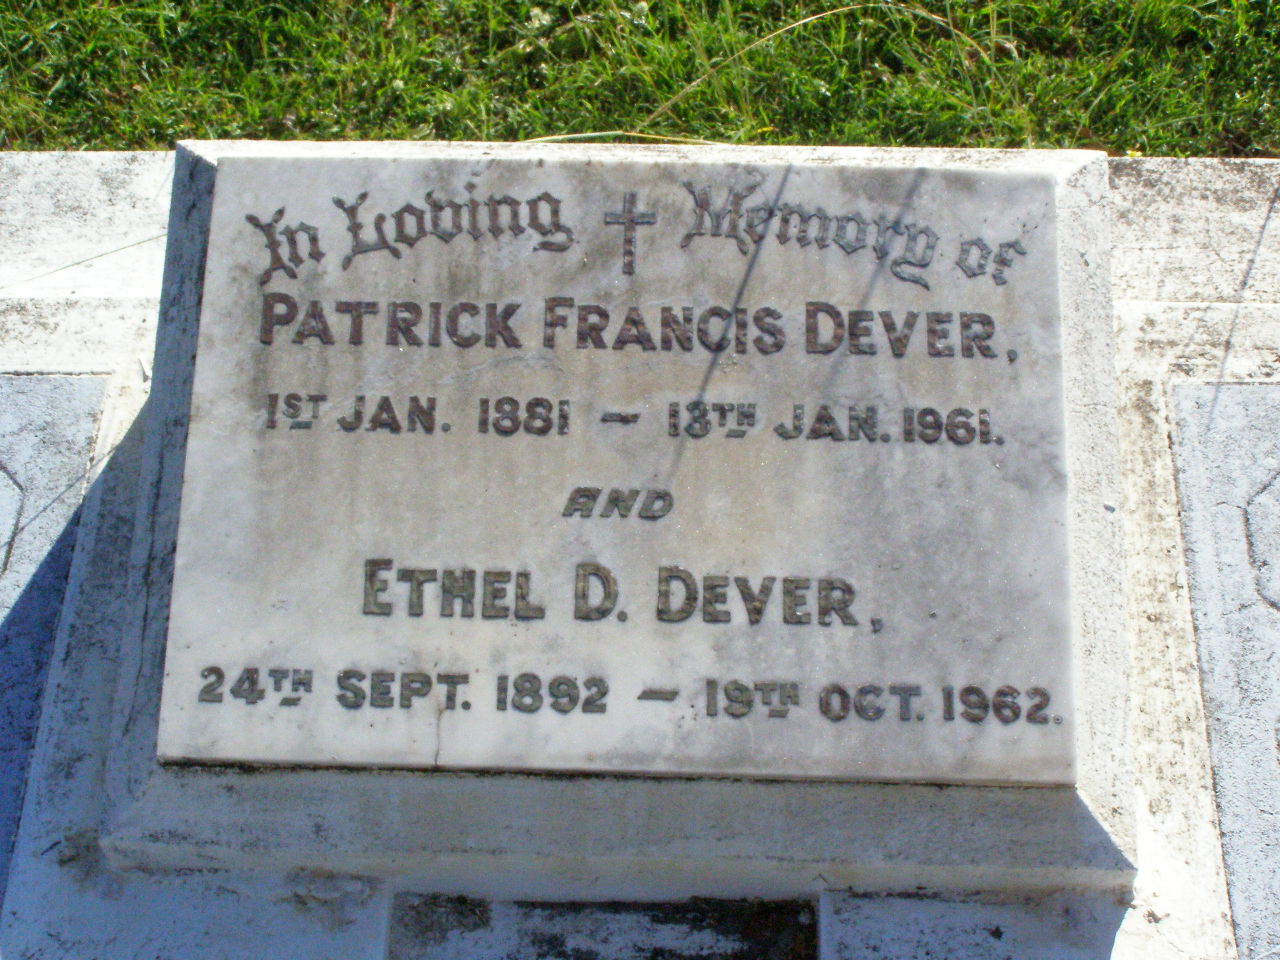 In Loving Memory of
PATRICK FRANCIS DEVER,
1ST JAN. 1881 – 13TH JAN. 1961.
AND
ETHEL D. DEVER,
24TH SEPT. 1892 – 19TH OCT 1962.